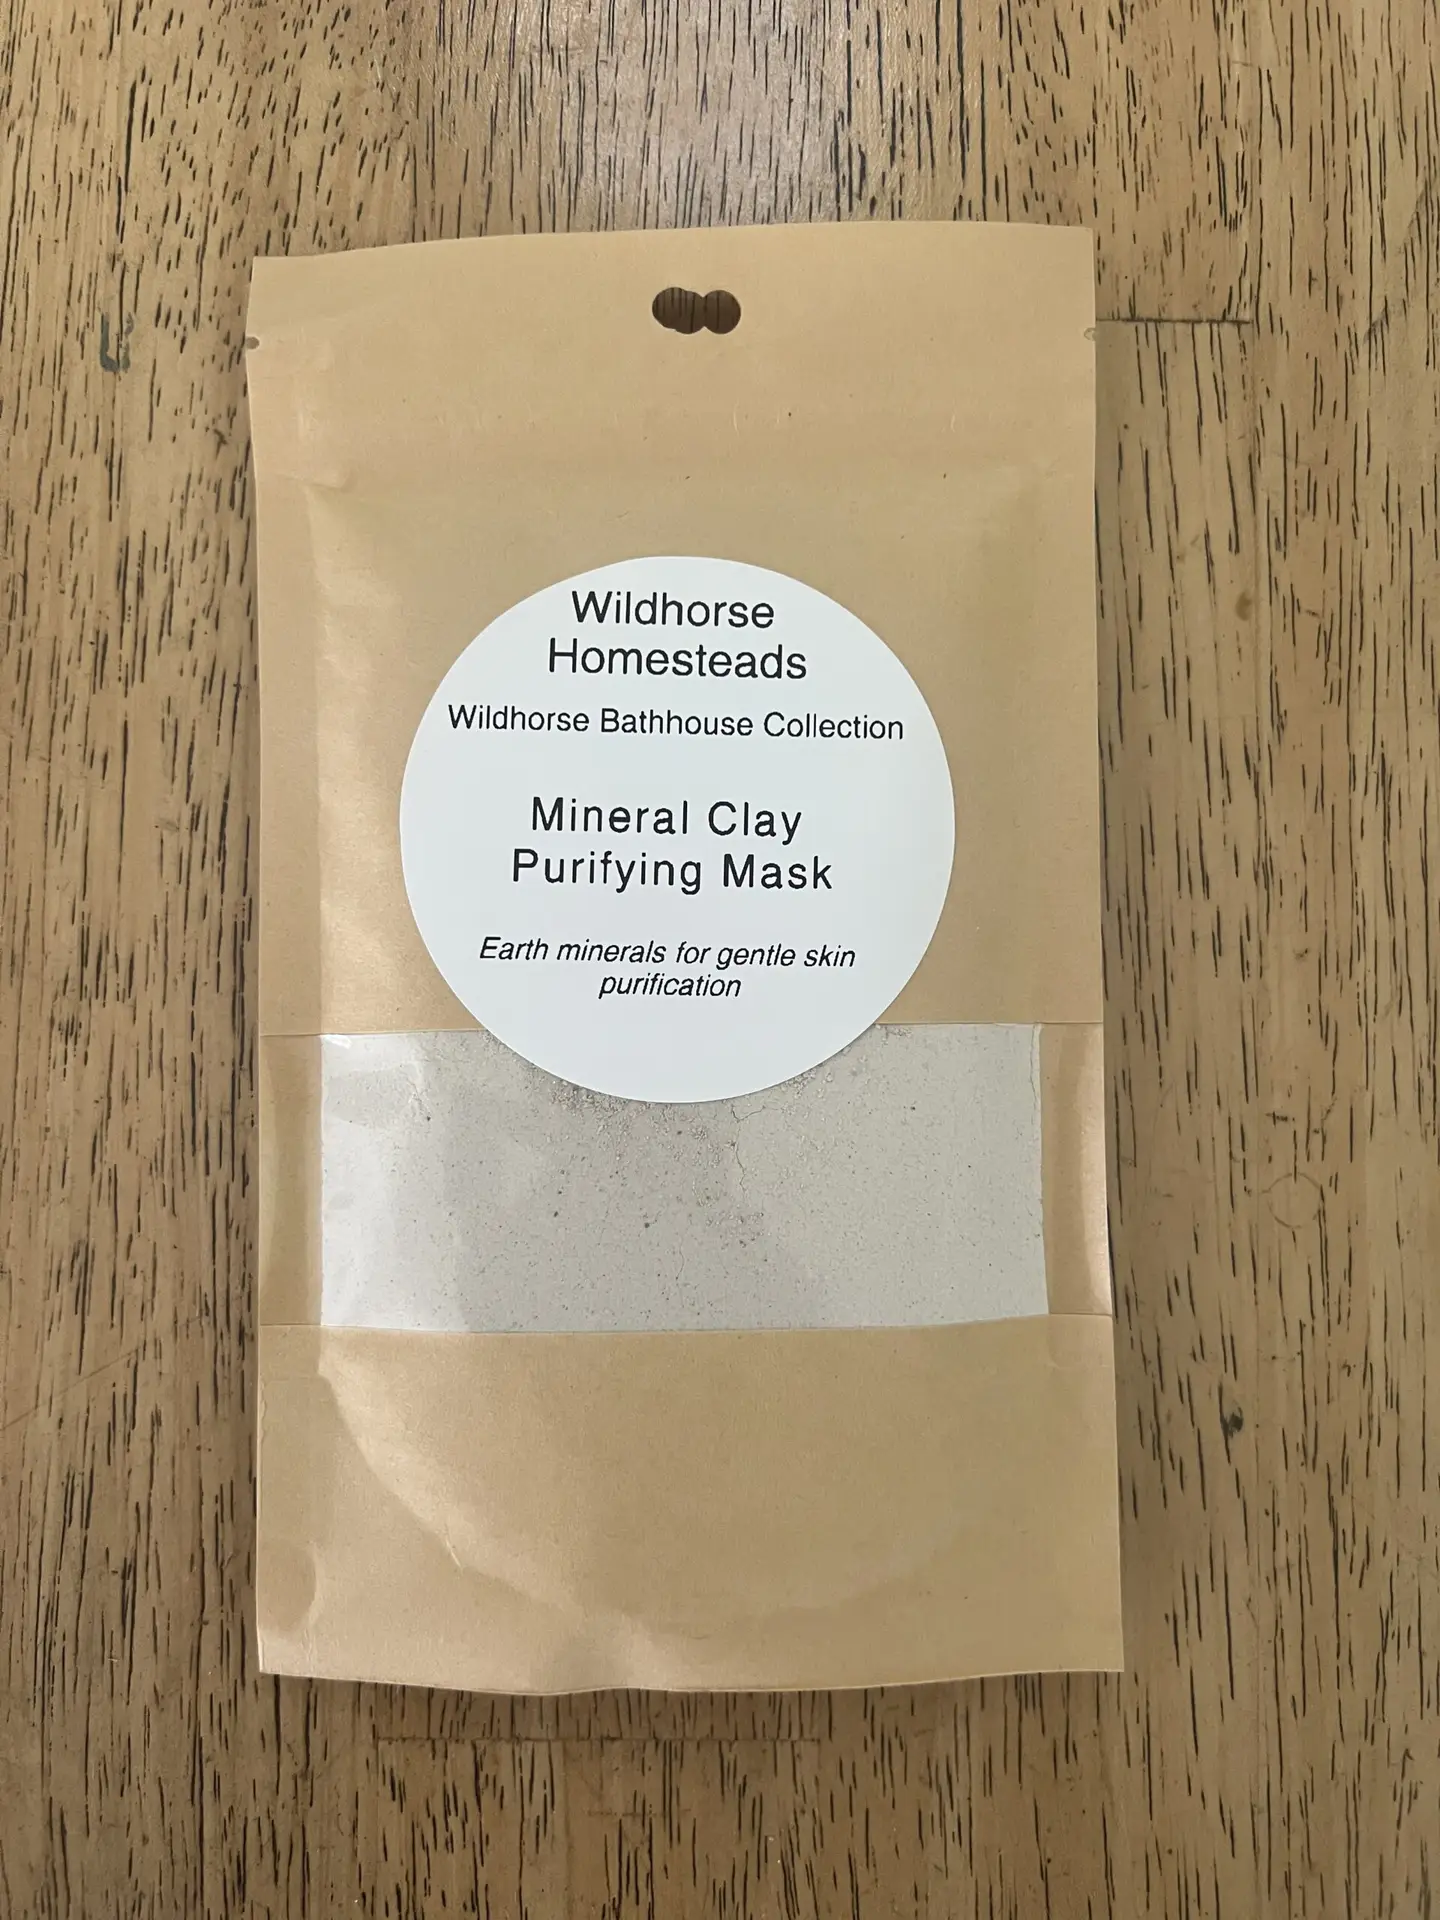 Wildhorse
Homesteads
Wildhorse Bathhouse Collection
Mineral Clay
Purifying Mask
Earth minerals for gentle skin
purification